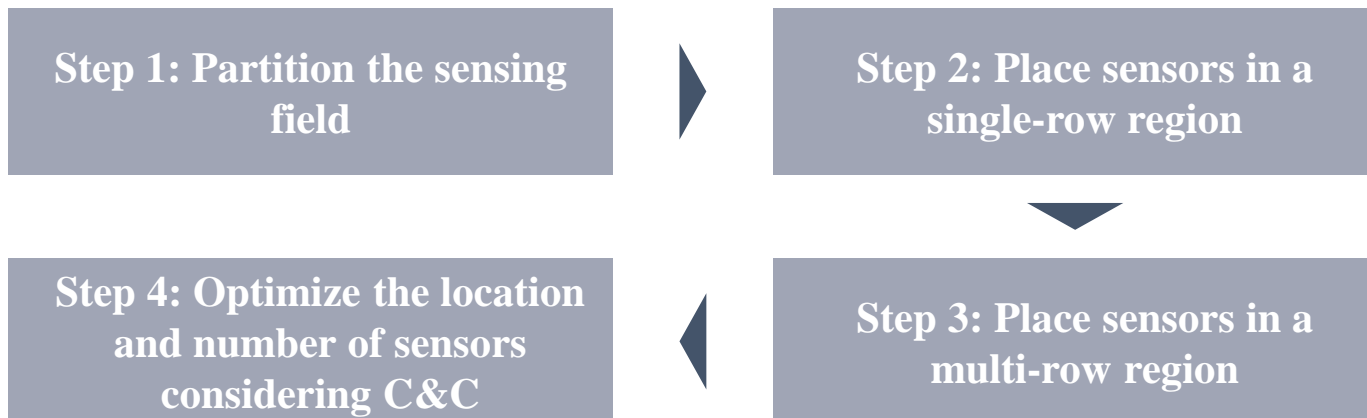 Step 1: Partition the sensing
field
Step 2: Place sensors in a
single-row region
Step 3: Place sensors in a
multi-row region
Step 4: Optimize the location
and number of sensors
considering C&C